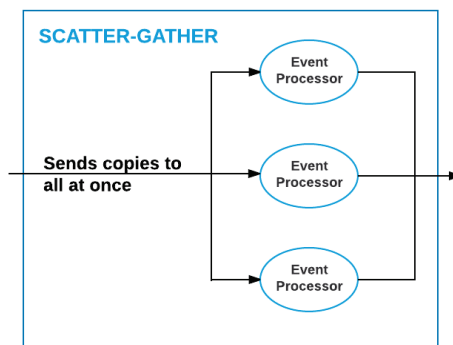 SCATTER-GATHER
Event
Processor
Sends copies to
all at once
Event
Processor
Event
Processor